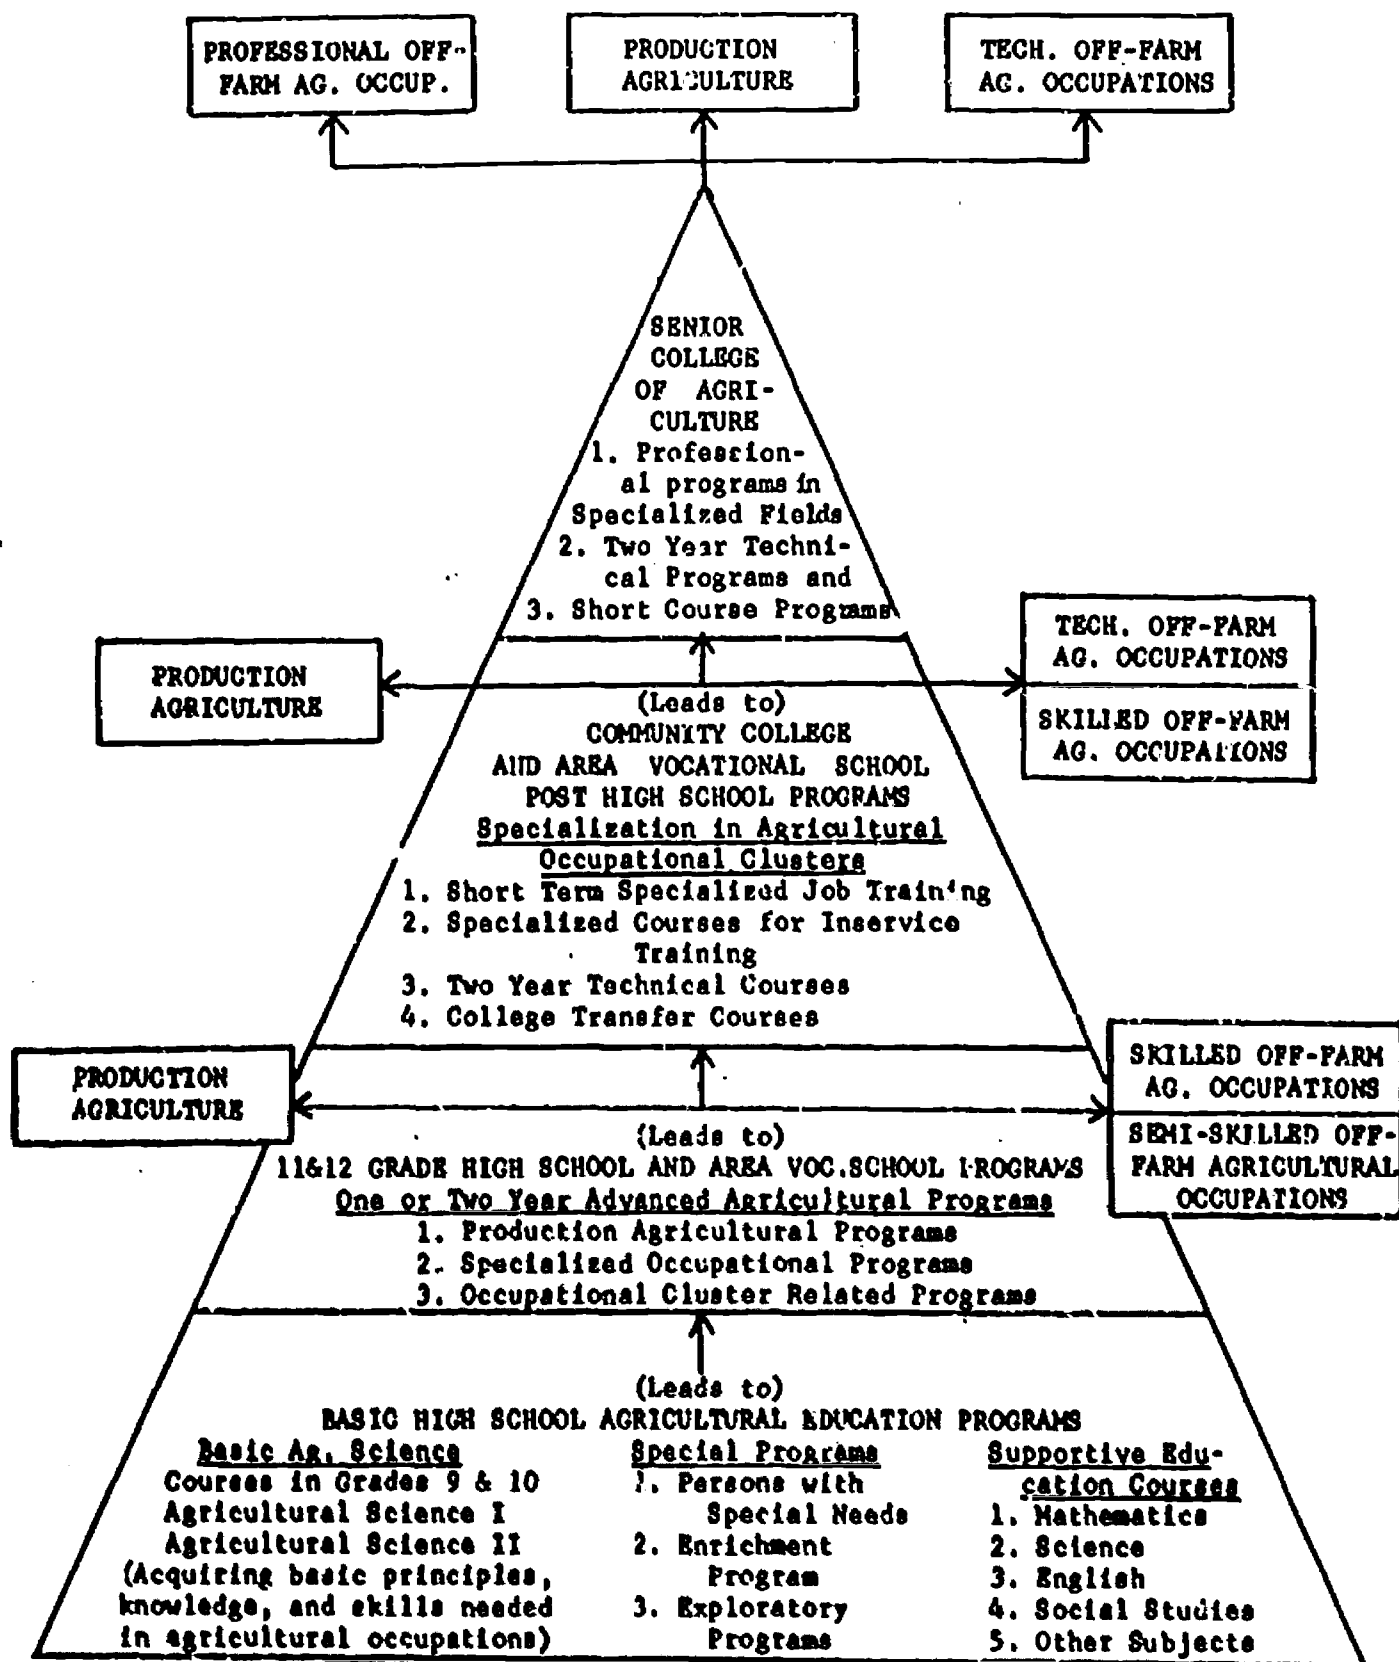 PROFESSIONAL OFF-
FARM AG. OCCUP.
PRODUCTION
AGRICULTURE
TECH. OFF-FARM
AG. OCCUPATIONS
SENIOR
COLLEGE
OF AGRI-
CULTURE
1. Profession-
al programs in
Specialized Fields
2. Two Year Techni-
cal Programs and
3. Short Course Programs
PRODUCTION
AGRICULTURE
TECH. OFF-FARM
AG. OCCUPATIONS
SKILLED OFF-FARM
AG. OCCUPATIONS
(Leads to)
COMMUNITY COLLEGE
AND AREA VOCATIONAL SCHOOL
POST HIGH SCHOOL PROGRAMS
Specialization in Agricultural
Occupational Clusters
1. Short Term Specialized Job Training
2. Specialized Courses for Inservice
Training
3. Two Year Technical Courses
4. College Transfer Courses
PRODUCTION
AGRICULTURE
SKILLED OFF-FARM
AG. OCCUPATIONS
SEMI-SKILLED OFF-
FARM AGRICULTURAL
OCCUPATIONS
(Leads to)
11&12 GRADE HIGH SCHOOL AND AREA VOC.SCHOOL PROGRAMS
One or Two Year Advanced Agricultural Programs
1. Production Agricultural Programs
2. Specialized Occupational Programs
3. Occupational Cluster Related Programs
(Leads to)
BASIC HIGH SCHOOL AGRICULTURAL EDUCATION PROGRAMS
Basic Ag. Science
Courses in Grades 9 & 10
Agricultural Science I
Agricultural Science II
(Acquiring basic principles,
knowledge, and skills needed
in agricultural occupations)
Special Programs
1. Persons with
Special Needs
2. Enrichment
Program
3. Exploratory
Programs
Supportive Edu-
cation Courses
1. Mathematics
2. Science
3. English
4. Social Studies
5. Other Subjects